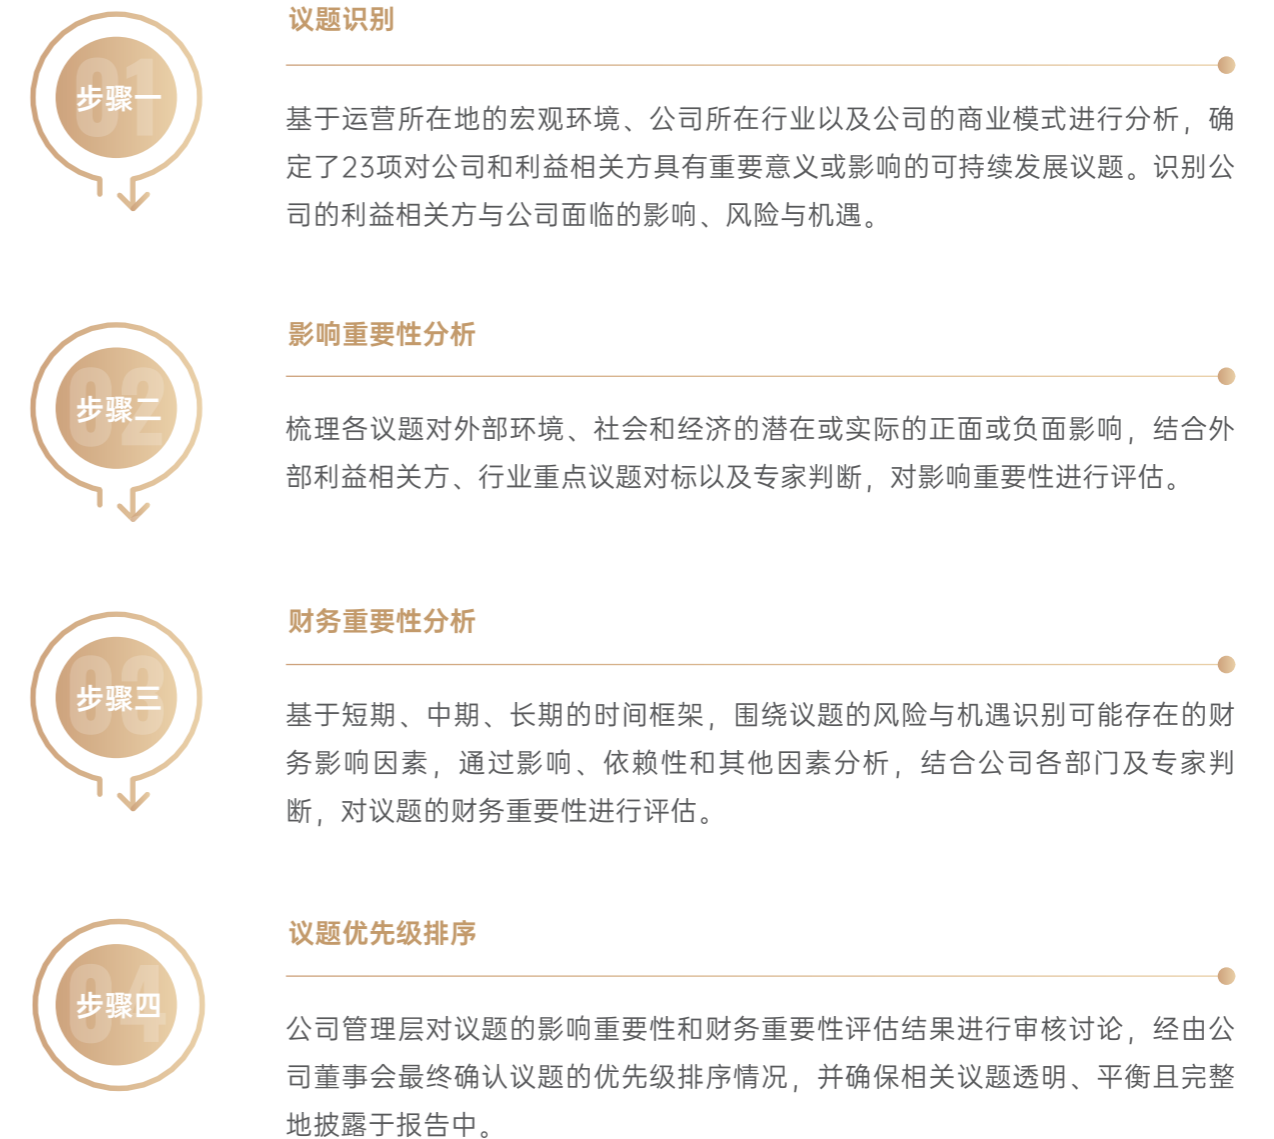 议题识别
01
步骤一
基于运营所在地的宏观环境、公司所在行业以及公司的商业模式进行分析，确
定了23项对公司和利益相关方具有重要意义或影响的可持续发展议题。识别公
司的利益相关方与公司面临的影响、风险与机遇。
影响重要性分析
02
步骤二
梳理各议题对外部环境、社会和经济的潜在或实际的正面或负面影响，结合外
部利益相关方、行业重点议题对标以及专家判断，对影响重要性进行评估。
财务重要性分析
03
步骤三
基于短期、中期、长期的时间框架，围绕议题的风险与机遇识别可能存在的财
务影响因素，通过影响、依赖性和其他因素分析，结合公司各部门及专家判
断，对议题的财务重要性进行评估。
议题优先级排序
04
步骤四
公司管理层对议题的影响重要性和财务重要性评估结果进行审核讨论，经由公
司董事会最终确认议题的优先级排序情况，并确保相关议题透明、平衡且完整
地披露于报告中。